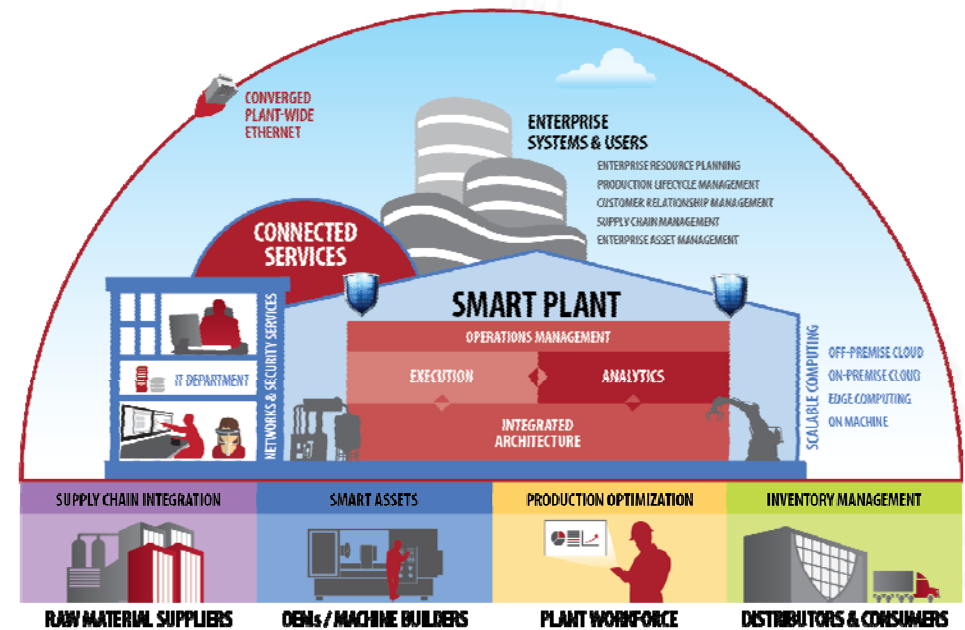 CONVERGED
PLANT-WIDE
ETHERNET
ENTERPRISE
SYSTEMS & USERS
ENTERPRISE RESOURCE PLANNING
PRODUCTION LIFECYCLE MANAGEMENT
CUSTOMER RELATIONSHIP MANAGEMENT
SUPPLY CHAIN MANAGEMENT
ENTERPRISE ASSET MANAGEMENT
CONNECTED
SERVICES
SMART PLANT
OPERATIONS MANAGEMENT
EXECUTION
ANALYTICS
INTEGRATED
ARCHITECTURE
IT DEPARTMENT
NETWORKS & SECURITY SERVICES
SCALABLE COMPUTING
OFF-PREMISE CLOUD
ON-PREMISE CLOUD
EDGE COMPUTING
ON MACHINE
SUPPLY CHAIN INTEGRATION
SMART ASSETS
PRODUCTION OPTIMIZATION
INVENTORY MANAGEMENT
RAW MATERIAL SUPPLIERS
OEMs / MACHINE BUILDERS
PLANT WORKFORCE
DISTRIBUTORS & CONSUMERS